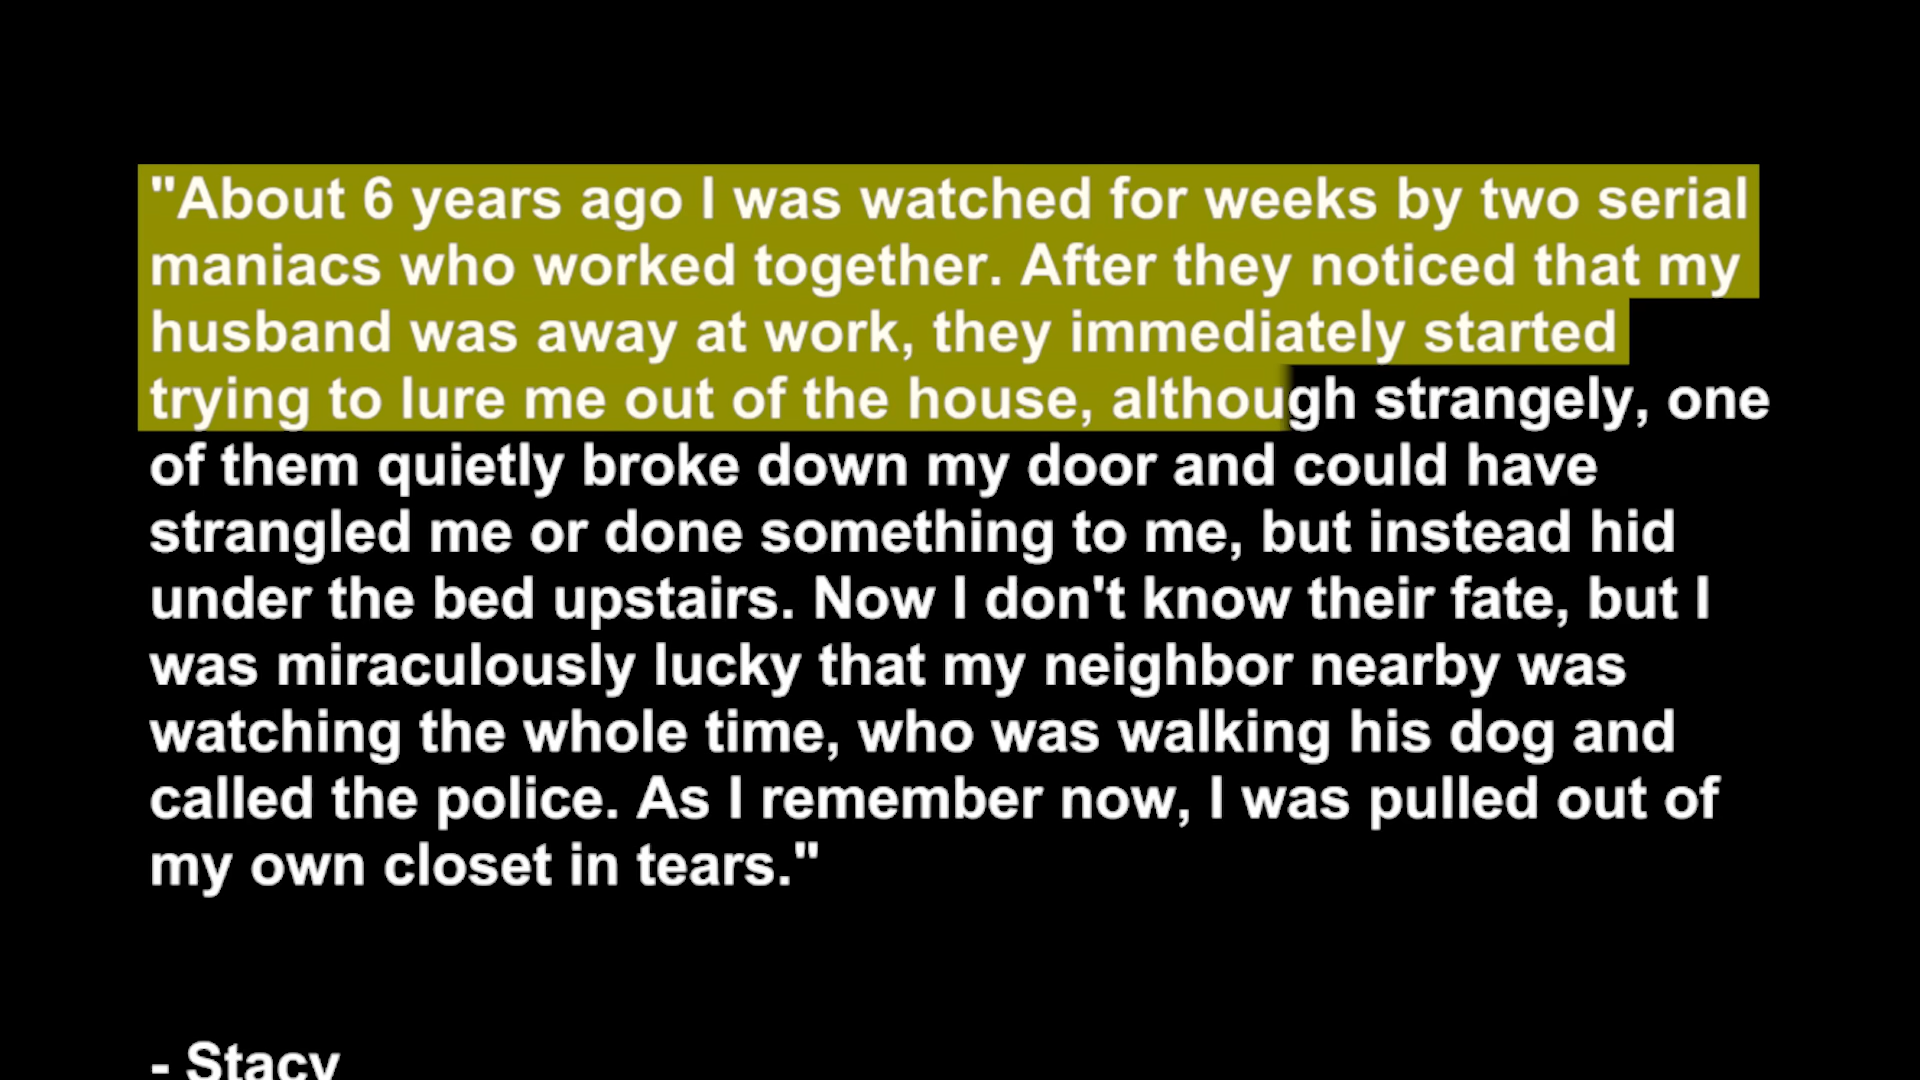 "About 6 years ago I was watched for weeks by two serial
maniacs who worked together. After they noticed that my
husband was away at work, they immediately started
trying to lure me out of the house, although strangely, one
of them quietly broke down my door and could have
strangled me or done something to me, but instead hid
under the bed upstairs. Now I don't know their fate, but I
was miraculously lucky that my neighbor nearby was
watching the whole time, who was walking his dog and
called the police. As I remember now, I was pulled out of
my own closet in tears."
- Stacy